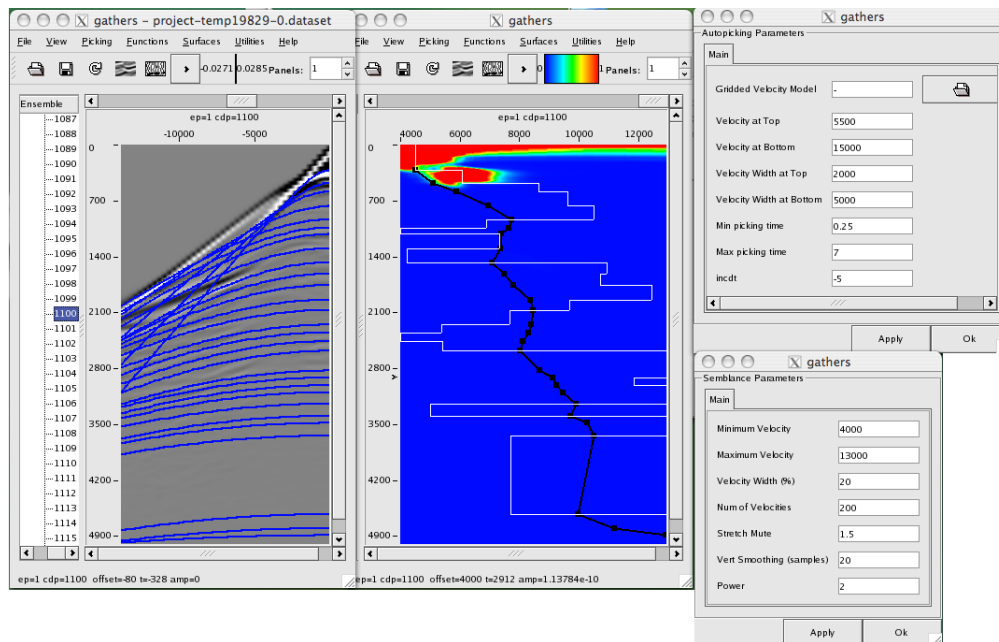 gathers - project-temp19829-0.dataset
File View Picking Functions Surfaces Utilities Help
-0.0271 0.0285 Panels: 1
Ensemble
1087
1088
1089
1090
1091
1092
1093
1094
1095
1096
1097
1098
1099
1100
1101
1102
1103
1104
1105
1106
1107
1108
1109
1110
1111
1112
1113
1114
1115
ep=1 cdp=1100
-10000 -5000
0
700
1400
2100
2800
3500
4200
4900
ep=1 cdp=1100 offset=-80 t=-328 amp=0
gathers
File View Picking Functions Surfaces Utilities Help
0 1 Panels: 1
ep=1 cdp=1100
4000 6000 8000 10000 12000
0
700
1400
2100
2800
3500
4200
4900
ep=1 cdp=1100 offset=4000 t=2912 amp=1.13784e-10
gathers
Autopicking Parameters
Main
Gridded Velocity Model -
Velocity at Top 5500
Velocity at Bottom 15000
Velocity Width at Top 2000
Velocity Width at Bottom 5000
Min picking time 0.25
Max picking time 7
incdt -5
Apply Ok
gathers
Semblance Parameters
Main
Minimum Velocity 4000
Maximum Velocity 13000
Velocity Width (%) 20
Num of Velocities 200
Stretch Mute 1.5
Vert Smoothing (samples) 20
Power 2
Apply Ok